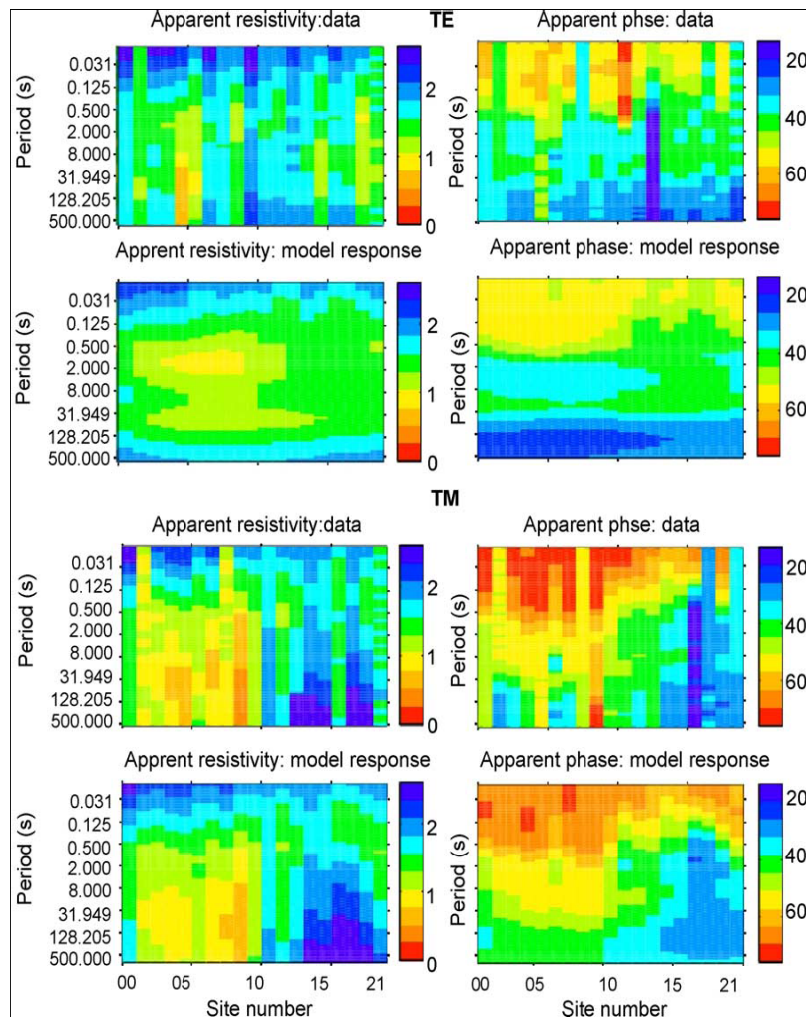 Apparent resistivity:data
TE
Apparent phse: data
Period (s)
0.031
0.125
0.500
2.000
8.000
31.949
128.205
500.000
2
1
0
Period (s)
20
40
60
Apprent resistivity: model response
Apparent phase: model response
Period (s)
0.031
0.125
0.500
2.000
8.000
31.949
128.205
500.000
2
1
0
Period (s)
20
40
60
TM
Apparent resistivity:data
Apparent phse: data
Period (s)
0.031
0.125
0.500
2.000
8.000
31.949
128.205
500.000
2
1
0
Period (s)
20
40
60
Apprent resistivity: model response
Apparent phase: model response
Period (s)
0.031
0.125
0.500
2.000
8.000
31.949
128.205
500.000
2
1
0
Period (s)
20
40
60
00 05 10 15 21
00 05 10 15 21
Site number
Site number